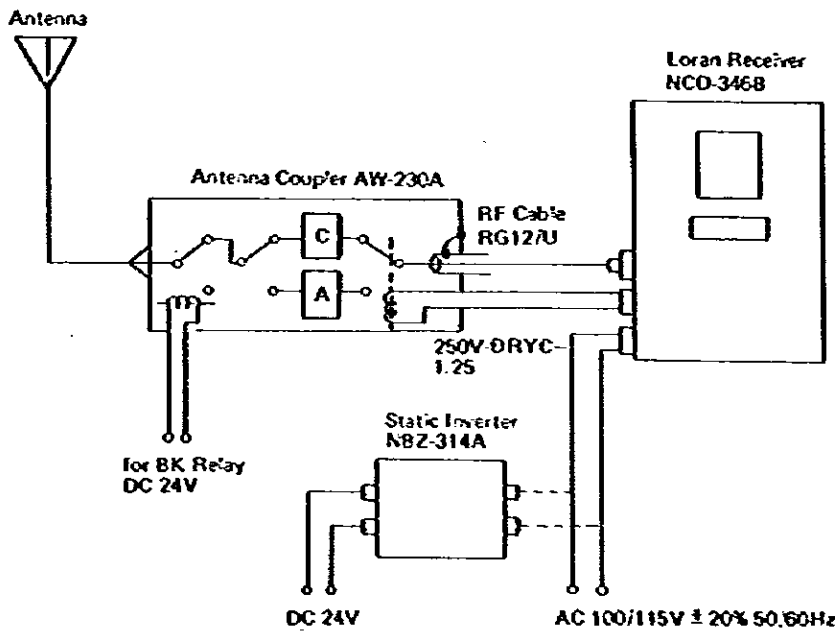 Antenna
Loran Receiver
NCD-346B
Antenna Coupler AW-230A
RF Cable
RG12/U
C
A
250V-DRYC-
1.25
Static Inverter
NBZ-314A
for BK Relay
DC 24V
DC 24V
AC 100/115V ± 20% 50/60Hz